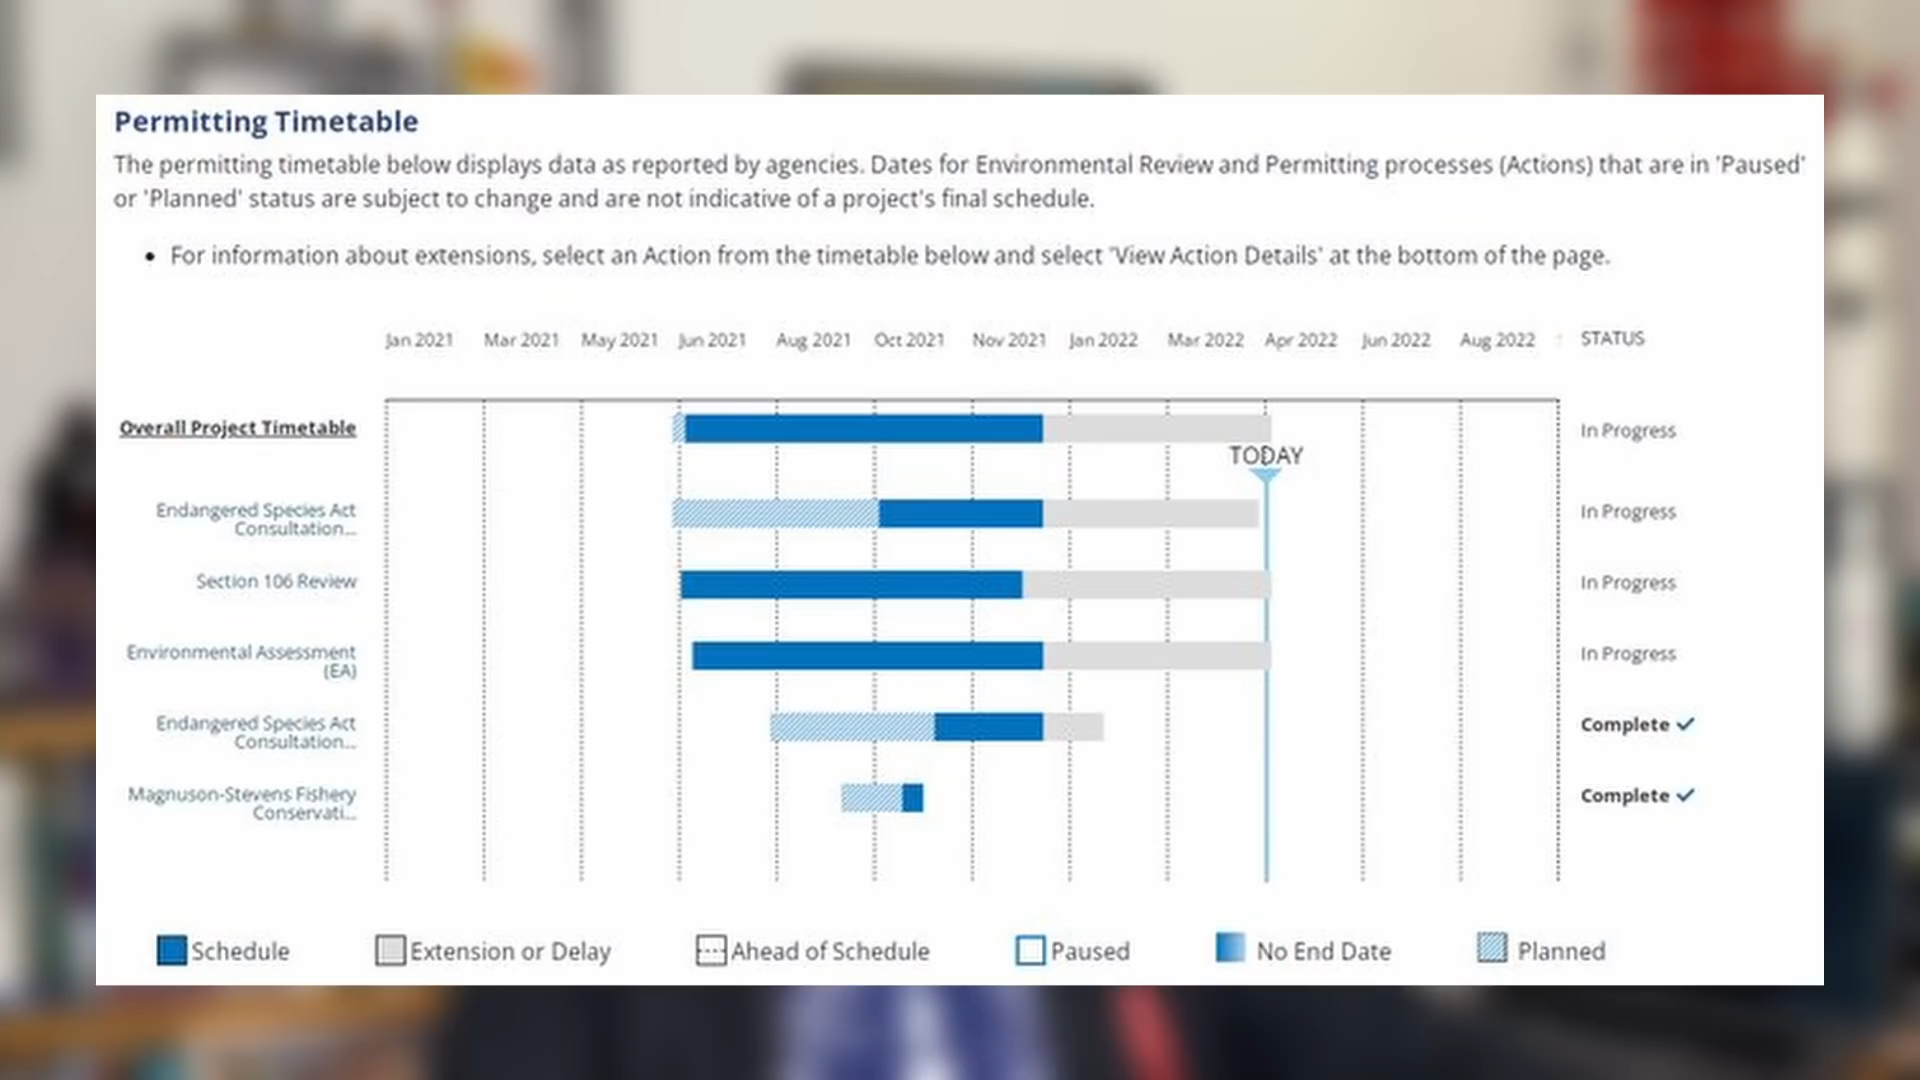 Permitting Timetable
The permitting timetable below displays data as reported by agencies. Dates for Environmental Review and Permitting processes (Actions) that are in 'Paused'
or 'Planned' status are subject to change and are not indicative of a project's final schedule.
• For information about extensions, select an Action from the timetable below and select 'View Action Details' at the bottom of the page.
Jan 2021 Mar 2021 May 2021 Jun 2021 Aug 2021 Oct 2021 Nov 2021 Jan 2022 Mar 2022 Apr 2022 Jun 2022 Aug 2022 STATUS
Overall Project Timetable In Progress
TODAY
Endangered Species Act In Progress
Consultation...
Section 106 Review In Progress
Environmental Assessment In Progress
(EA)
Endangered Species Act Complete ✓
Consultation...
Magnuson-Stevens Fishery Complete ✓
Conservati...
Schedule Extension or Delay Ahead of Schedule Paused No End Date Planned